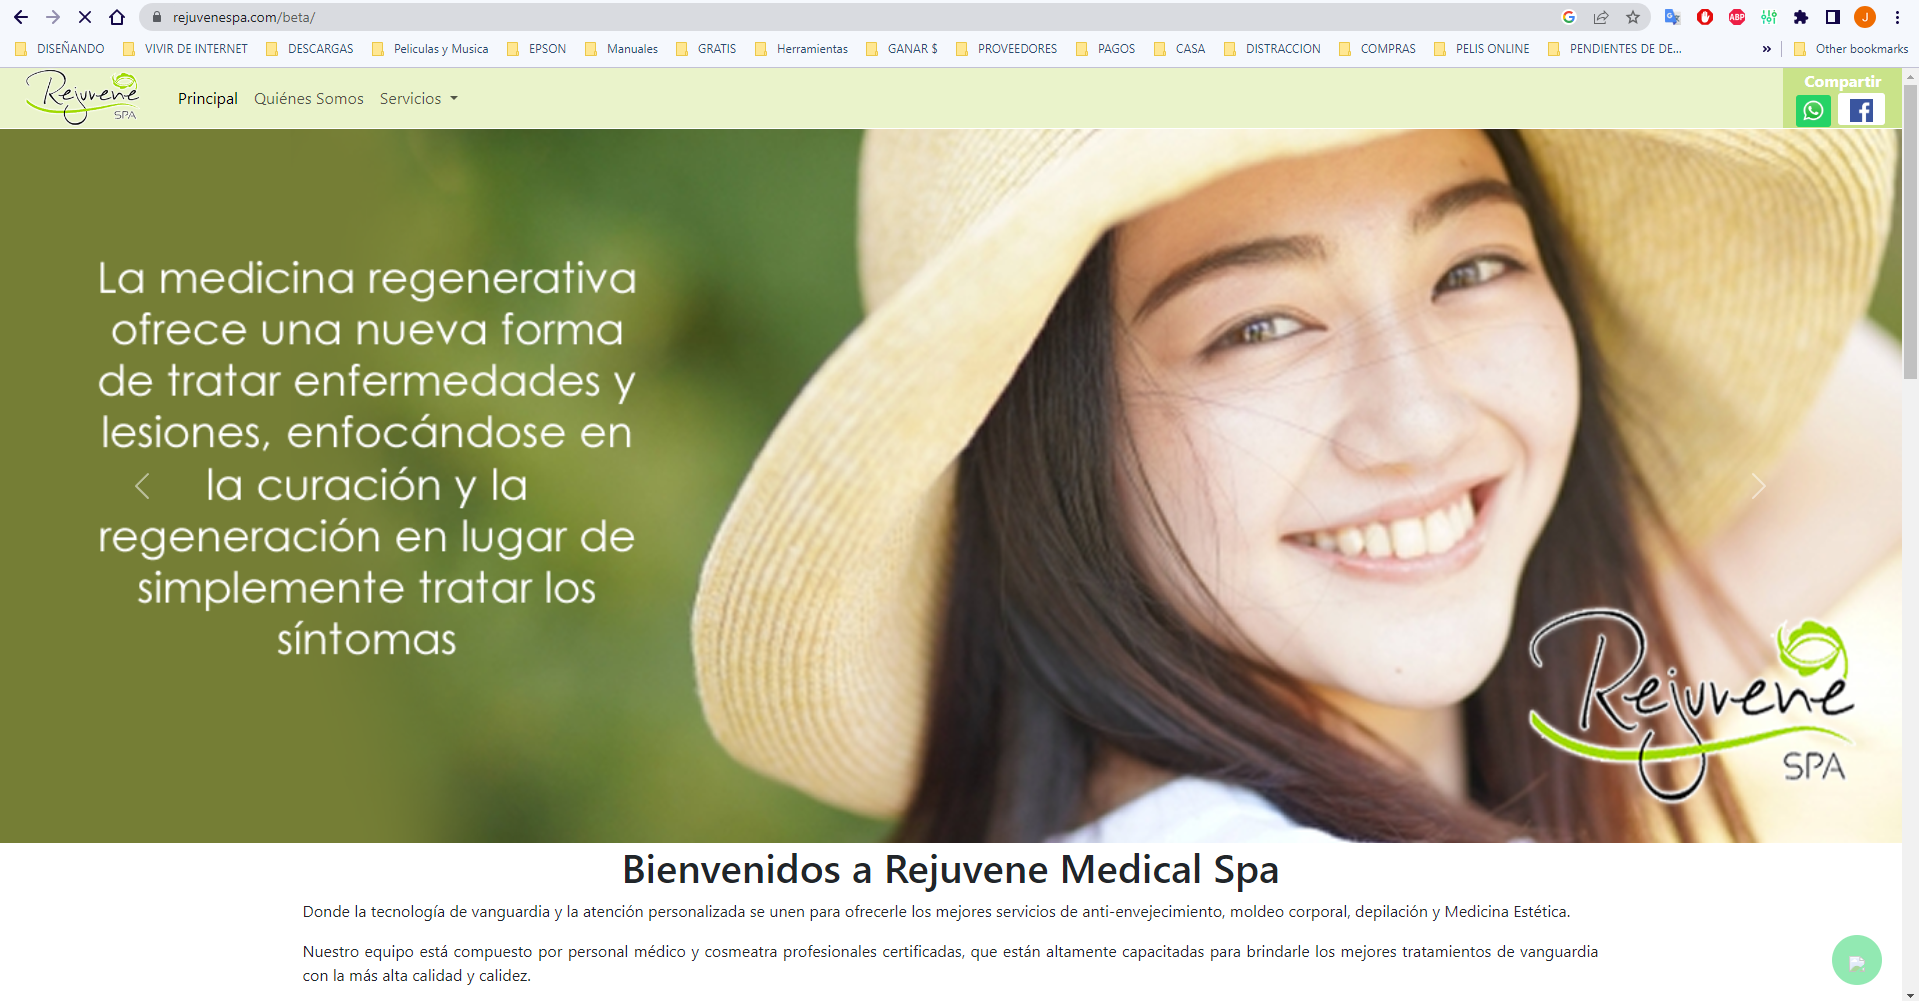 rejuvenespa.com/beta/
ABP
J
DISEÑANDO VIVIR DE INTERNET DESCARGAS Peliculas y Musica EPSON Manuales GRATIS Herramientas GANAR $ PROVEEDORES PAGOS CASA DISTRACCION COMPRAS PELIS ONLINE PENDIENTES DE DE... » Other bookmarks
Rejuvene
SPA
Principal Quiénes Somos Servicios
Compartir
La medicina regenerativa
ofrece una nueva forma
de tratar enfermedades y
lesiones, enfocándose en
la curación y la
regeneración en lugar de
simplemente tratar los
síntomas
Rejuvene
SPA
Bienvenidos a Rejuvene Medical Spa
Donde la tecnología de vanguardia y la atención personalizada se unen para ofrecerle los mejores servicios de anti-envejecimiento, moldeo corporal, depilación y Medicina Estética.
Nuestro equipo está compuesto por personal médico y cosmeatra profesionales certificadas, que están altamente capacitadas para brindarle los mejores tratamientos de vanguardia
con la más alta calidad y calidez.